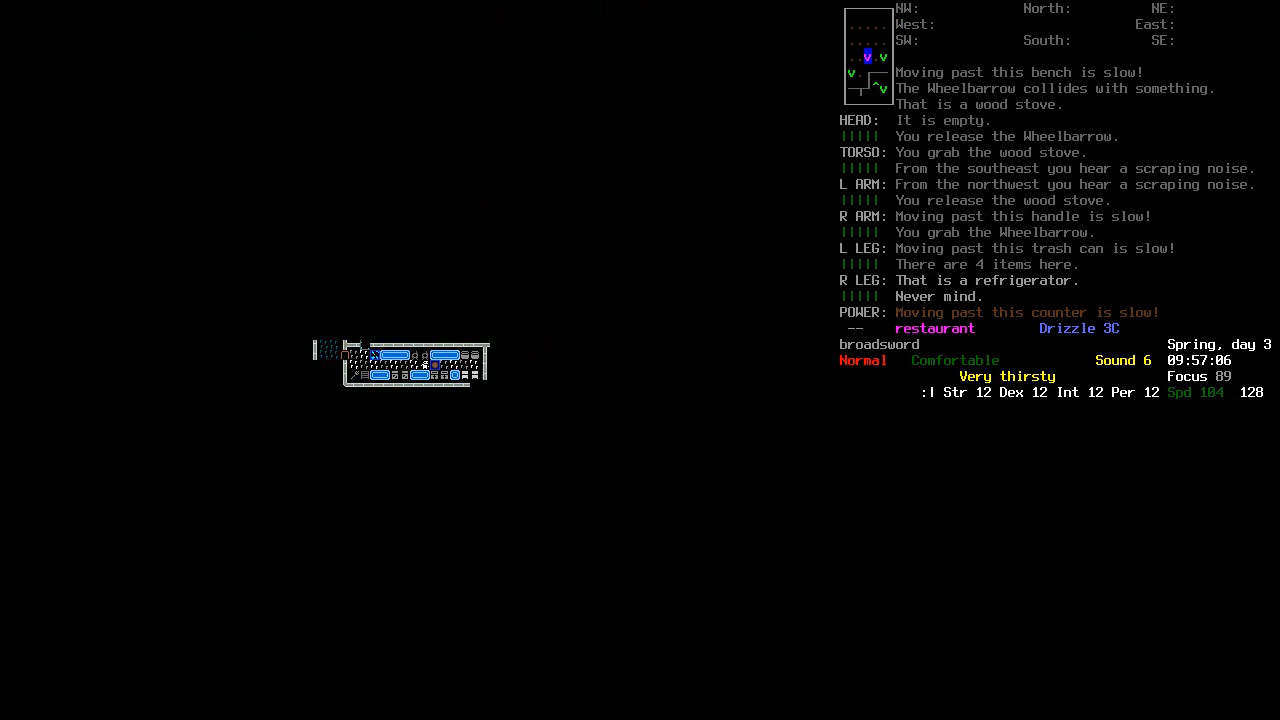 NW: North: NE:
West: East:
SW: South: SE:
Moving past this bench is slow!
The Wheelbarrow collides with something.
That is a wood stove.
HEAD: It is empty.
||||| You release the Wheelbarrow.
TORSO: You grab the wood stove.
||||| From the southeast you hear a scraping noise.
L ARM: From the northwest you hear a scraping noise.
||||| You release the wood stove.
R ARM: Moving past this handle is slow!
||||| You grab the Wheelbarrow.
L LEG: Moving past this trash can is slow!
||||| There are 4 items here.
R LEG: That is a refrigerator.
||||| Never mind.
POWER: Moving past this counter is slow!
-- restaurant Drizzle 3C
broadsword Spring, day 3
Normal Comfortable Sound 6 09:57:06
Very thirsty Focus 89
:| Str 12 Dex 12 Int 12 Per 12 Spd 104 128